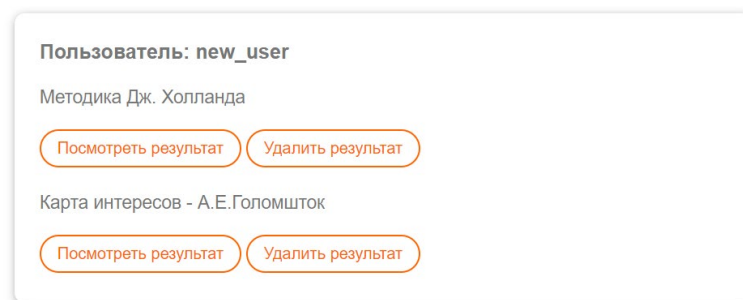 Пользователь: new_user
Методика Дж. Холланда
Посмотреть результат Удалить результат
Карта интересов - А.Е.Голомшток
Посмотреть результат Удалить результат